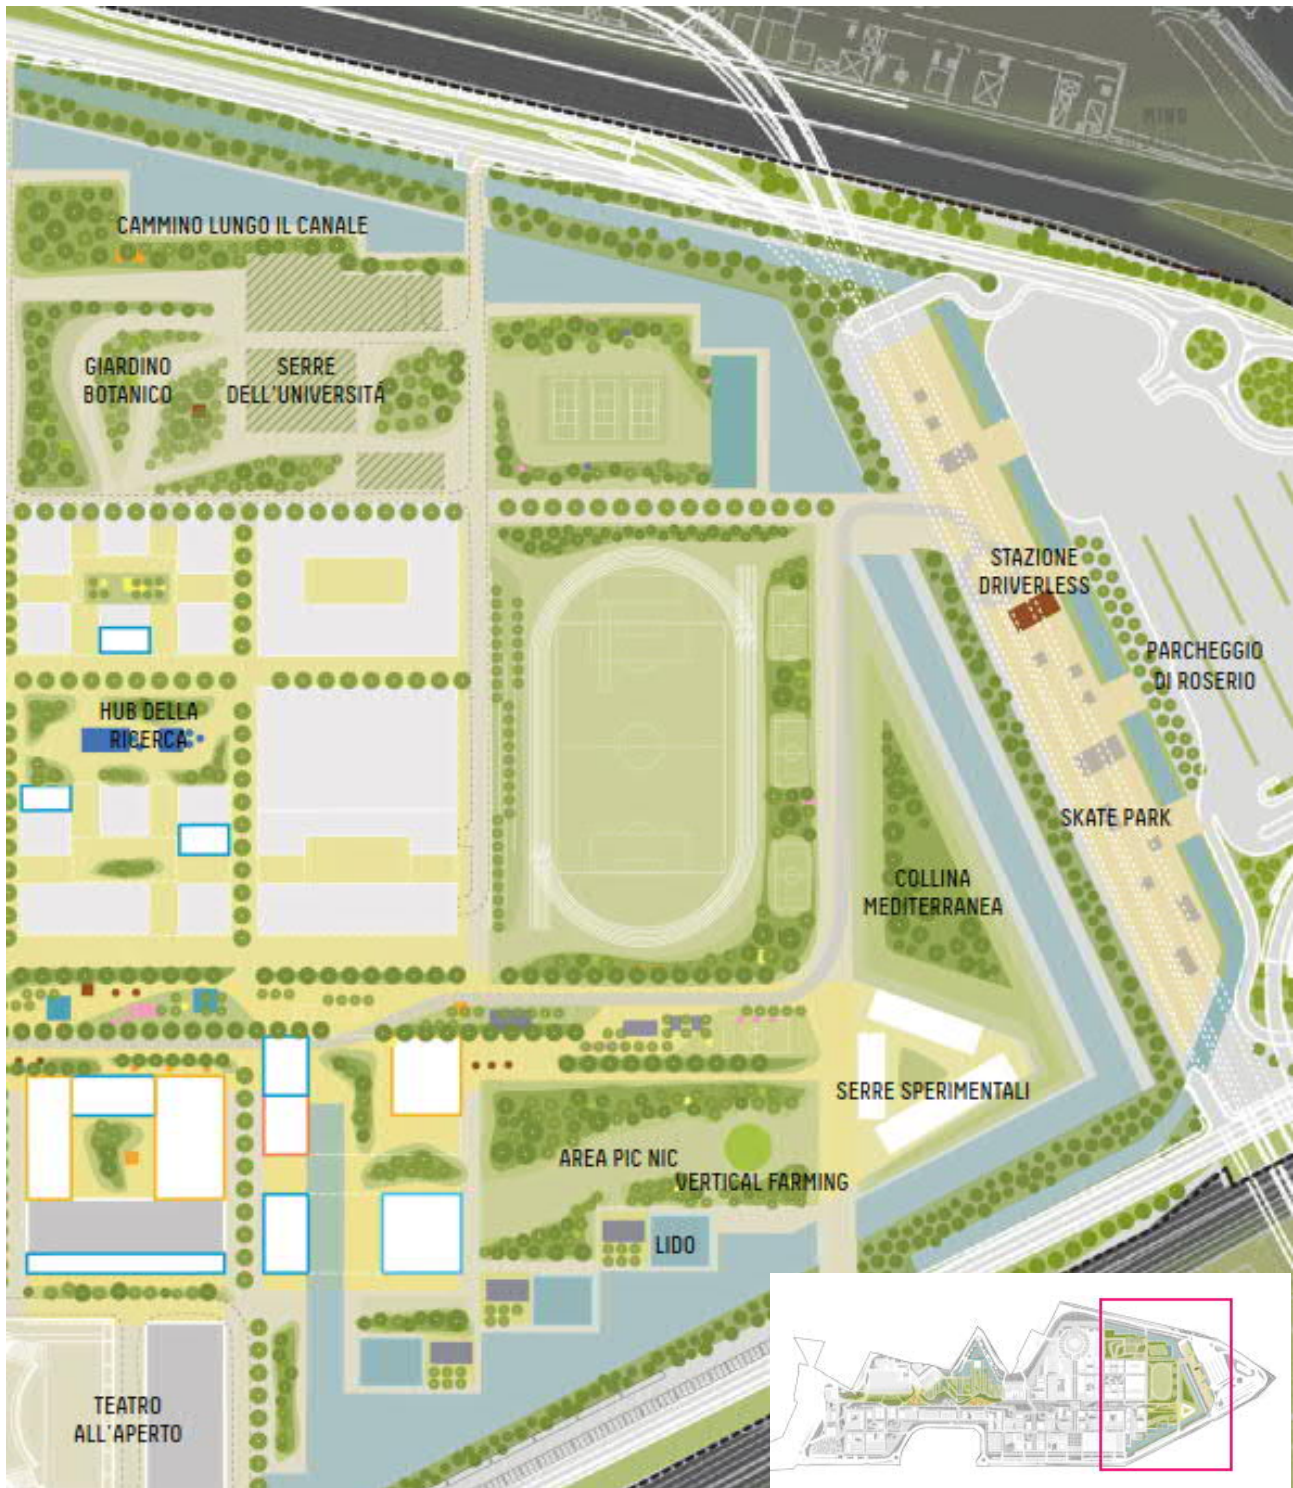 CAMMINO LUNGO IL CANALE
GIARDINO
BOTANICO
SERRE
DELL'UNIVERSITÁ
STAZIONE
DRIVERLESS
PARCHEGGIO
DI ROSERIO
HUB DELLA
RICERCA
SKATE PARK
COLLINA
MEDITERRANEA
SERRE SPERIMENTALI
AREA PIC NIC
VERTICAL FARMING
LIDO
TEATRO
ALL'APERTO